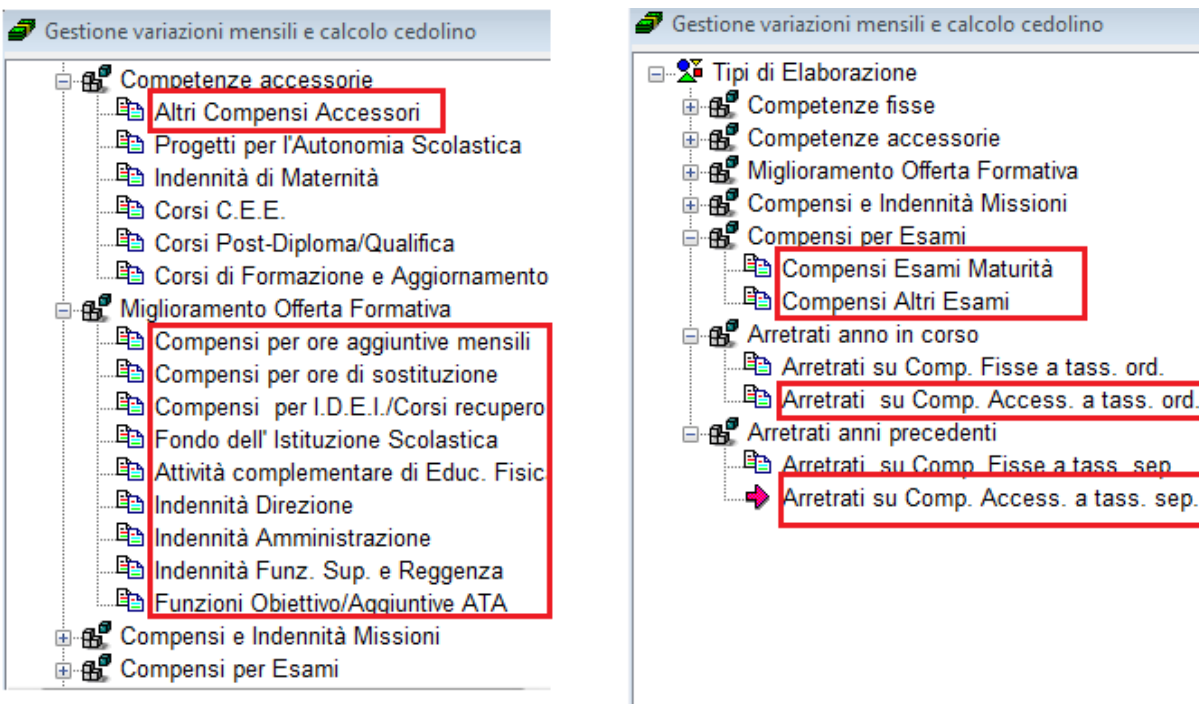 Gestione variazioni mensili e calcolo cedolino
Competenze accessorie
Altri Compensi Accessori
Progetti per l'Autonomia Scolastica
Indennità di Maternità
Corsi C.E.E.
Corsi Post-Diploma/Qualifica
Corsi di Formazione e Aggiornamento
Miglioramento Offerta Formativa
Compensi per ore aggiuntive mensili
Compensi per ore di sostituzione
Compensi per I.D.E.I./Corsi recupero
Fondo dell' Istituzione Scolastica
Attività complementare di Educ. Fisic
Indennità Direzione
Indennità Amministrazione
Indennità Funz. Sup. e Reggenza
Funzioni Obiettivo/Aggiuntive ATA
Compensi e Indennità Missioni
Compensi per Esami
Gestione variazioni mensili e calcolo cedolino
Tipi di Elaborazione
Competenze fisse
Competenze accessorie
Miglioramento Offerta Formativa
Compensi e Indennità Missioni
Compensi per Esami
Compensi Esami Maturità
Compensi Altri Esami
Arretrati anno in corso
Arretrati su Comp. Fisse a tass. ord.
Arretrati su Comp. Access. a tass. ord.
Arretrati anni precedenti
Arretrati su Comp. Fisse a tass. sep.
Arretrati su Comp. Access. a tass. sep.